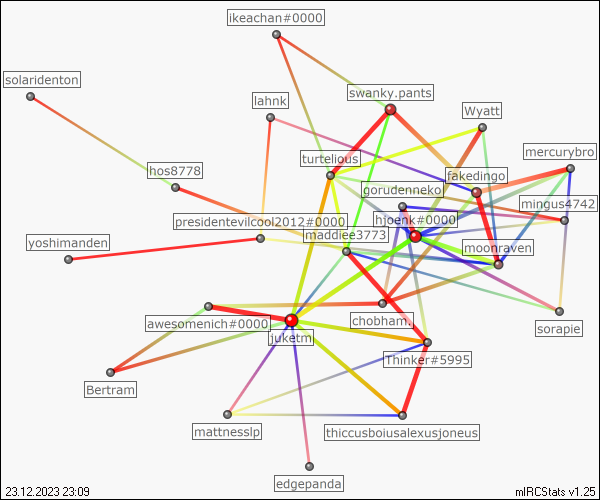 ikeachan#0000
solaridenton
swanky.pants
lahnk
Wyatt
turtelious
mercurybro
hos8778
fakedingo
gorudenneko
mingus4742
presidentevilcool2012#0000
hjoenk#0000
yoshimanden
maddiee3773
moonraven
awesomenich#0000
chobham.
sorapie
juketm
Thinker#5995
Bertram
mattnesslp
thiccusboiusalexusjoneus
edgepanda
23.12.2023 23:09
mIRCStats v1.25